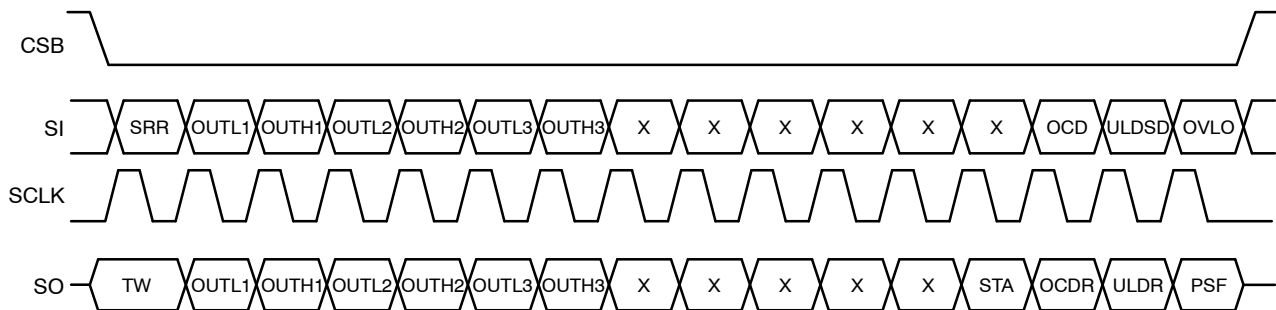 CSB
SI SRR OUTL1 OUTH1 OUTL2 OUTH2 OUTL3 OUTH3 X X X X X X OCD ULDSD OVLO
SCLK
SO TW OUTL1 OUTH1 OUTL2 OUTH2 OUTL3 OUTH3 X X X X X STA OCDR ULDR PSF